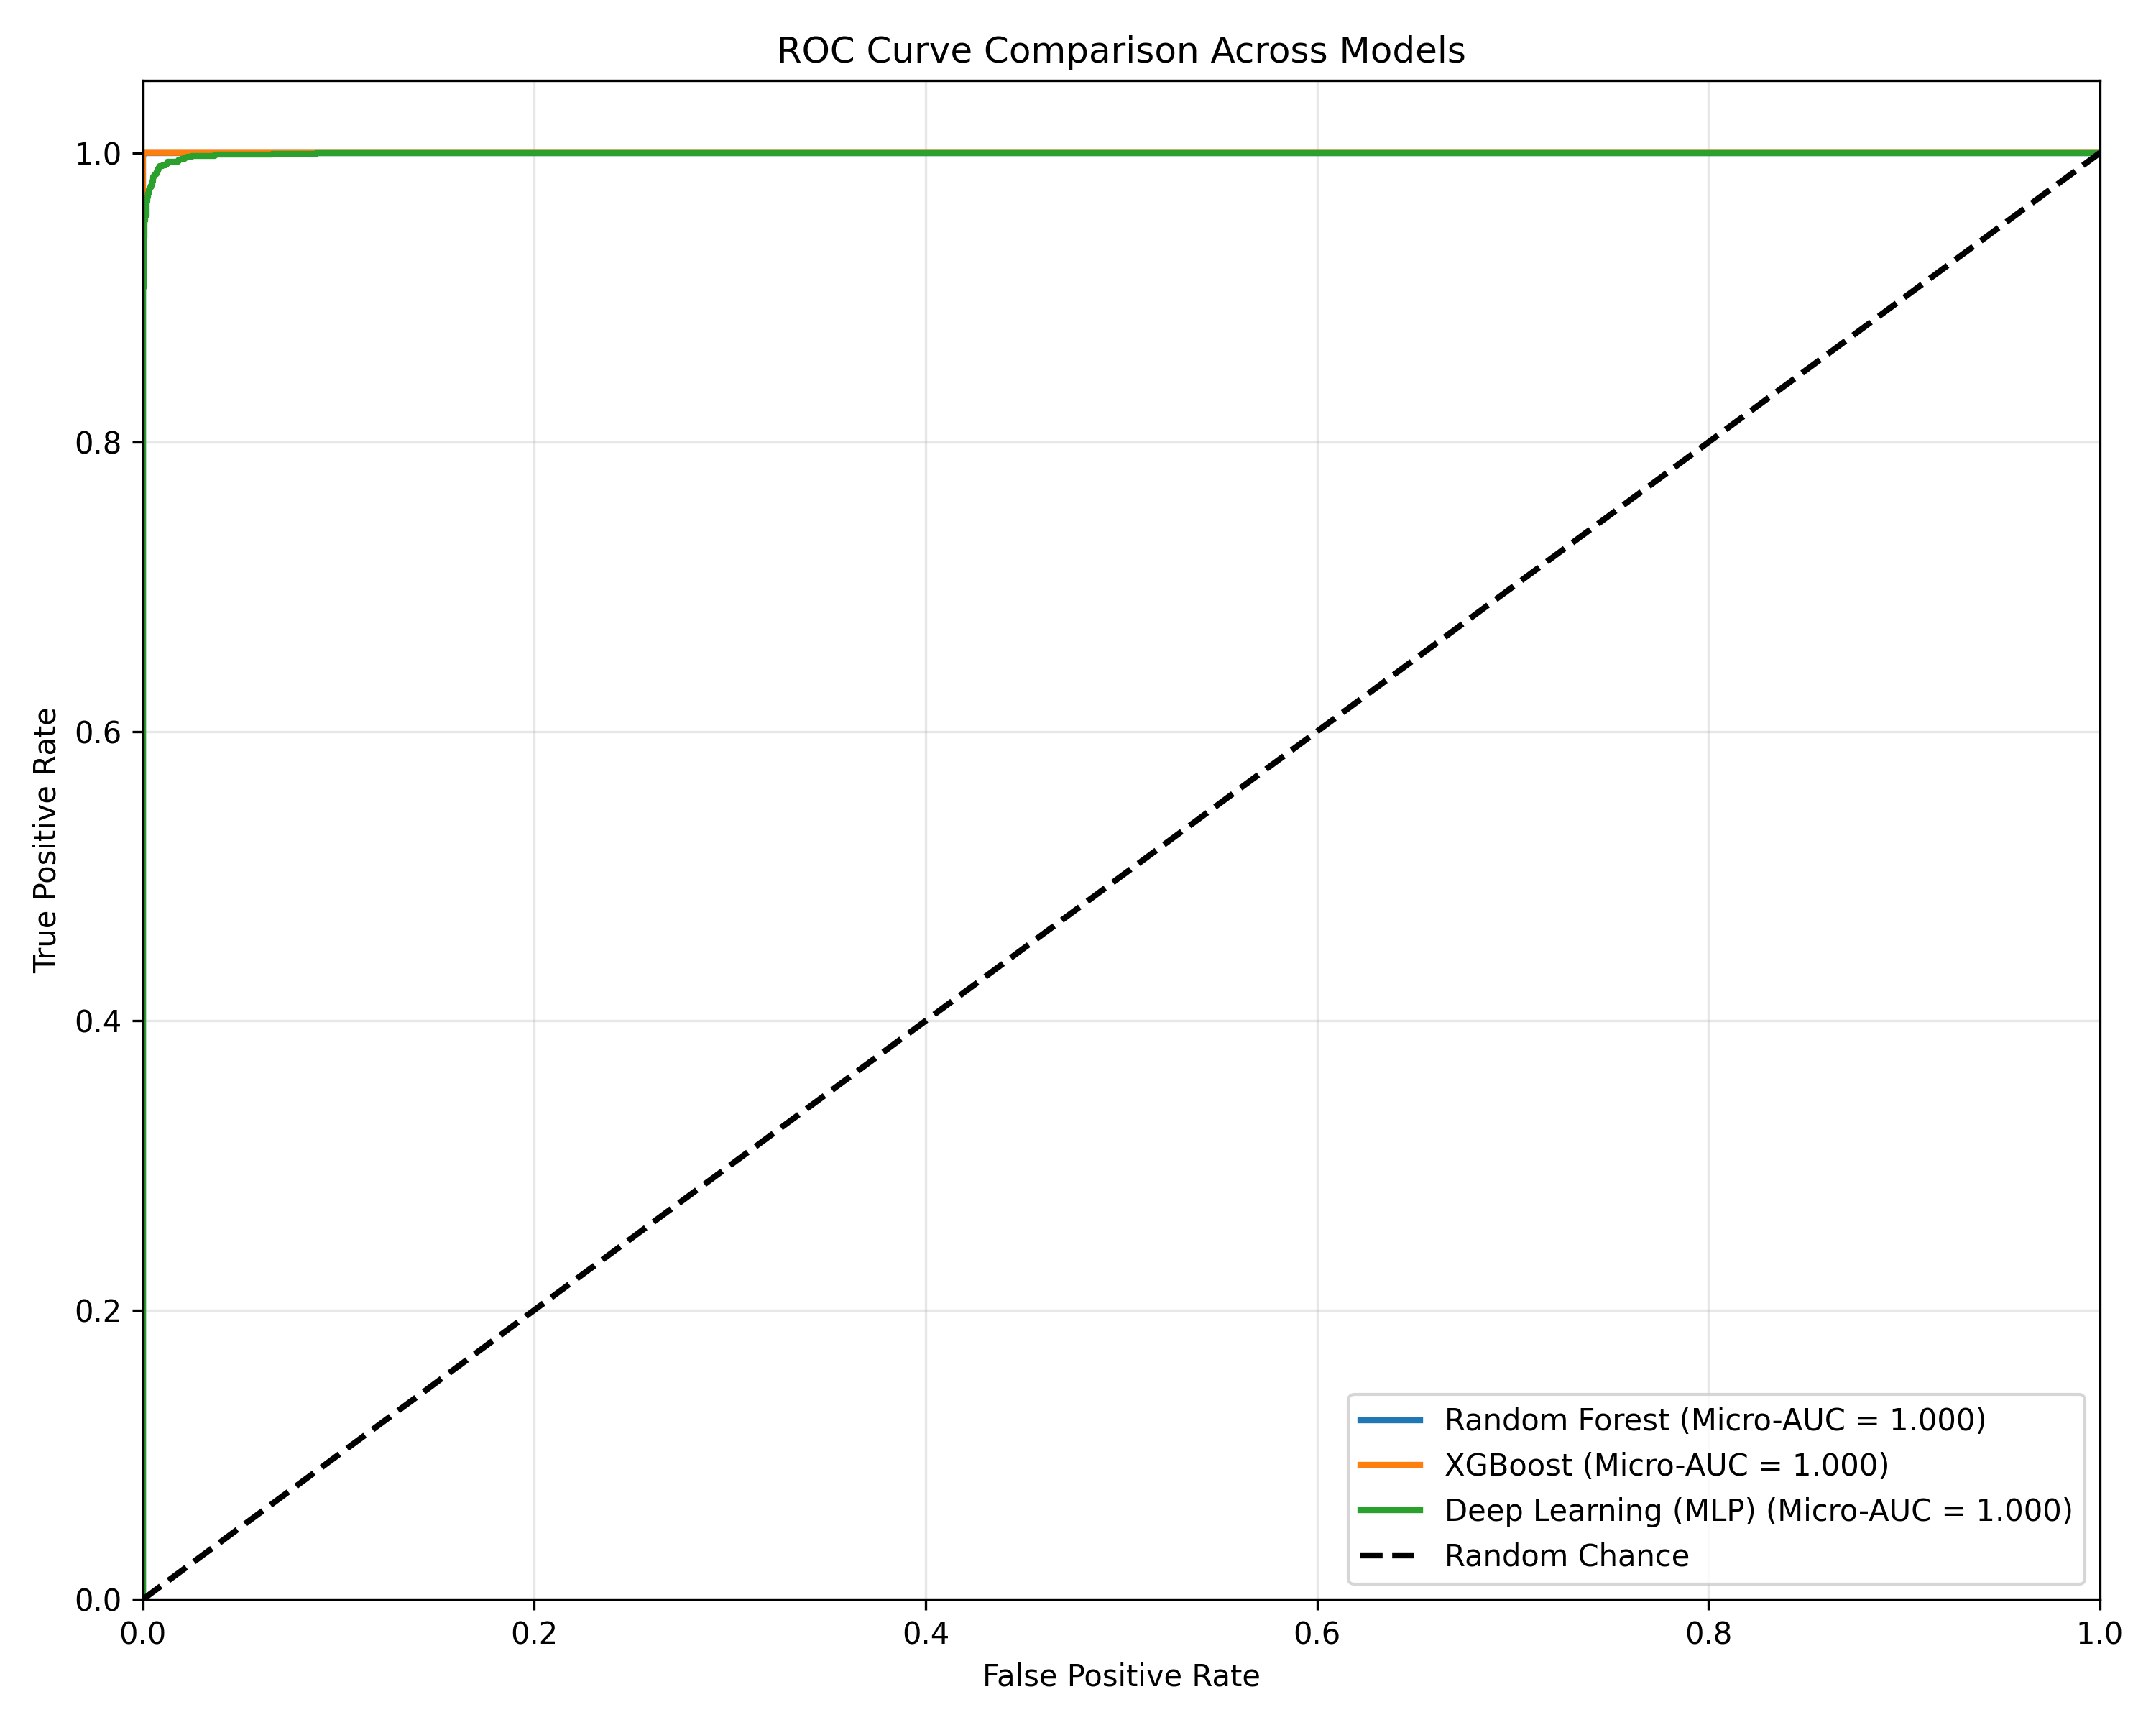 ROC Curve Comparison Across Models
True Positive Rate
1.0
0.8
0.6
0.4
0.2
0.0
0.0 0.2 0.4 0.6 0.8 1.0
False Positive Rate
Random Forest (Micro-AUC = 1.000)
XGBoost (Micro-AUC = 1.000)
Deep Learning (MLP) (Micro-AUC = 1.000)
Random Chance